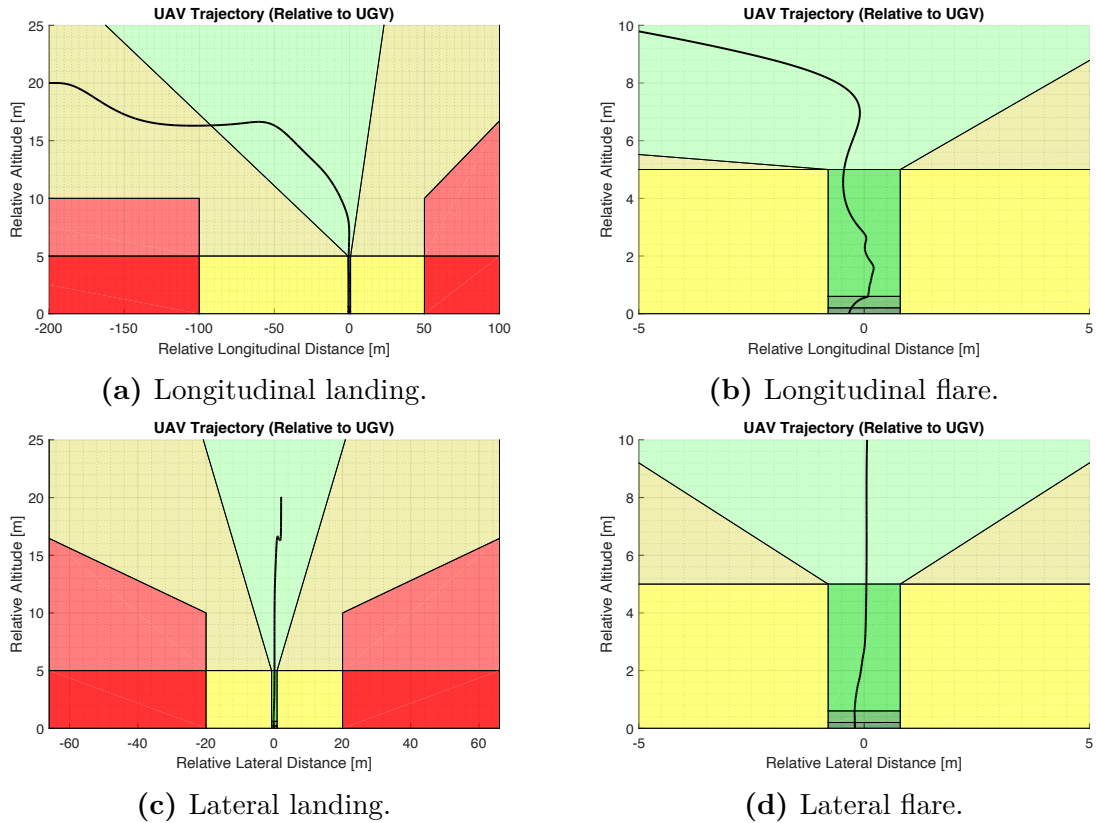 UAV Trajectory (Relative to UGV)
25
20
15
10
5
0
Relative Altitude [m]
-200
-150
-100
-50
0
50
100
Relative Longitudinal Distance [m]
(a) Longitudinal landing.
UAV Trajectory (Relative to UGV)
10
8
6
4
2
0
Relative Altitude [m]
-5
0
5
Relative Longitudinal Distance [m]
(b) Longitudinal flare.
UAV Trajectory (Relative to UGV)
25
20
15
10
5
0
Relative Altitude [m]
-60
-40
-20
0
20
40
60
Relative Lateral Distance [m]
(c) Lateral landing.
UAV Trajectory (Relative to UGV)
10
8
6
4
2
0
Relative Altitude [m]
-5
0
5
Relative Lateral Distance [m]
(d) Lateral flare.